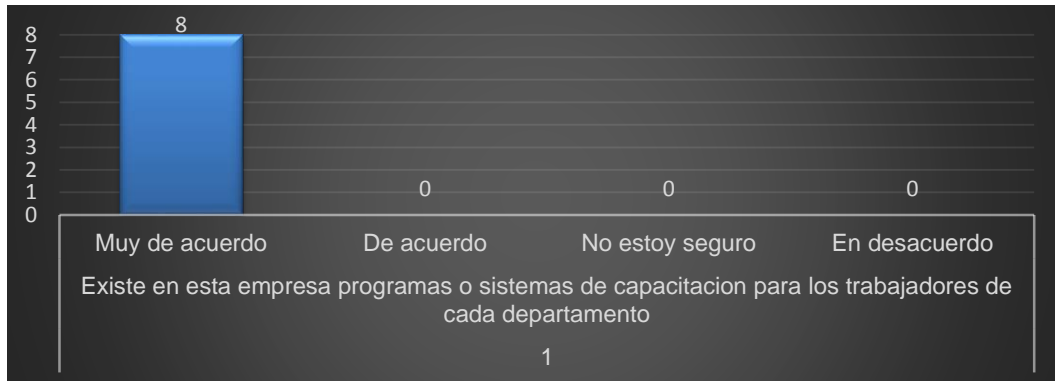 8
7
6
5
4
3
2
1
0
8
0
0
0
Muy de acuerdo
De acuerdo
No estoy seguro
En desacuerdo
Existe en esta empresa programas o sistemas de capacitacion para los trabajadores de
cada departamento
1